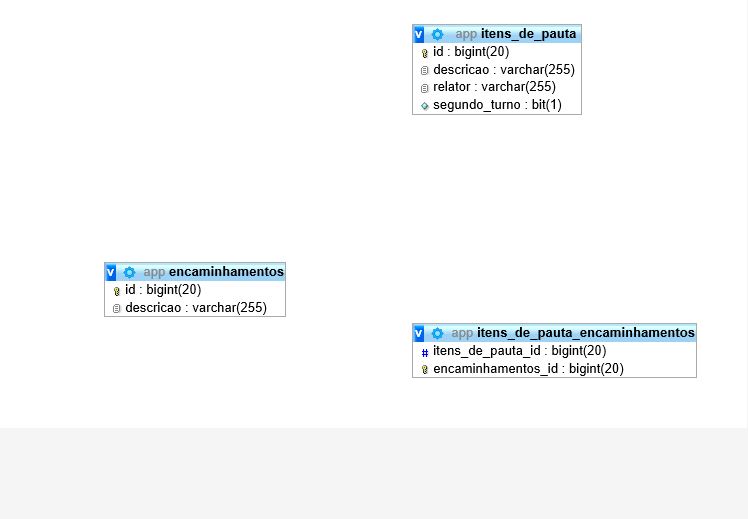 v app itens_de_pauta
id : bigint(20)
descricao : varchar(255)
relator : varchar(255)
segundo_turno : bit(1)
v app encaminhamentos
id : bigint(20)
descricao : varchar(255)
v app itens_de_pauta_encaminhamentos
# itens_de_pauta_id : bigint(20)
encaminhamentos_id : bigint(20)